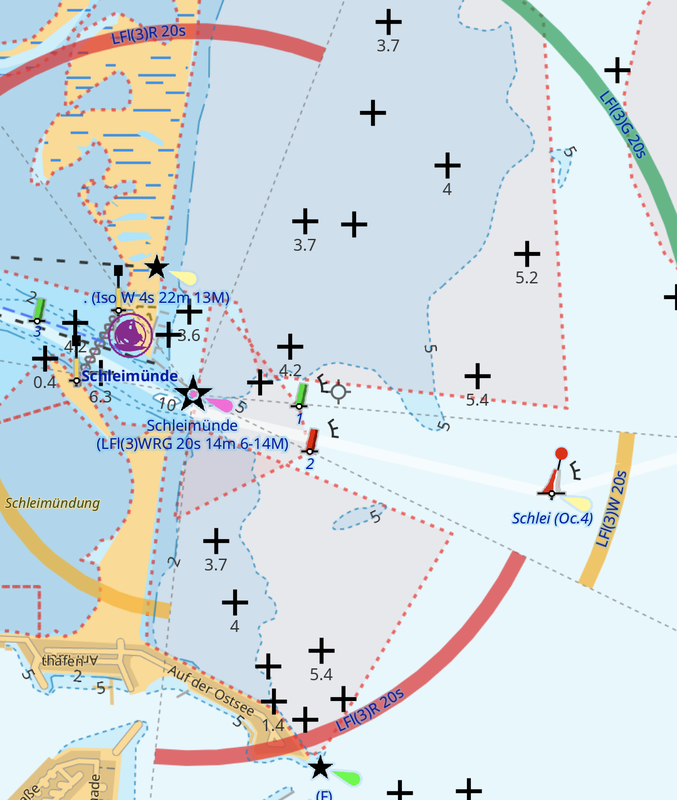 LFl(3)R 20s
3.7
LFl(3)G 20s
5
4
3.7
5.2
(Iso W 4s 22m 13M)
2
3
3.6
4.2
4.2
5
0.4
6.3
Schleimünde
5.4
10
5
1
5
Schleimünde
(LFl(3)WRG 20s 14m 6-14M)
E
E
2
E
LFl(3)W 20s
Schleimündung
Schlei (Oc.4)
5
3.7
2
4
5
2
5
Auf der Ostsee
5.4
5
1.4
LFl(3)R 20s
(F)